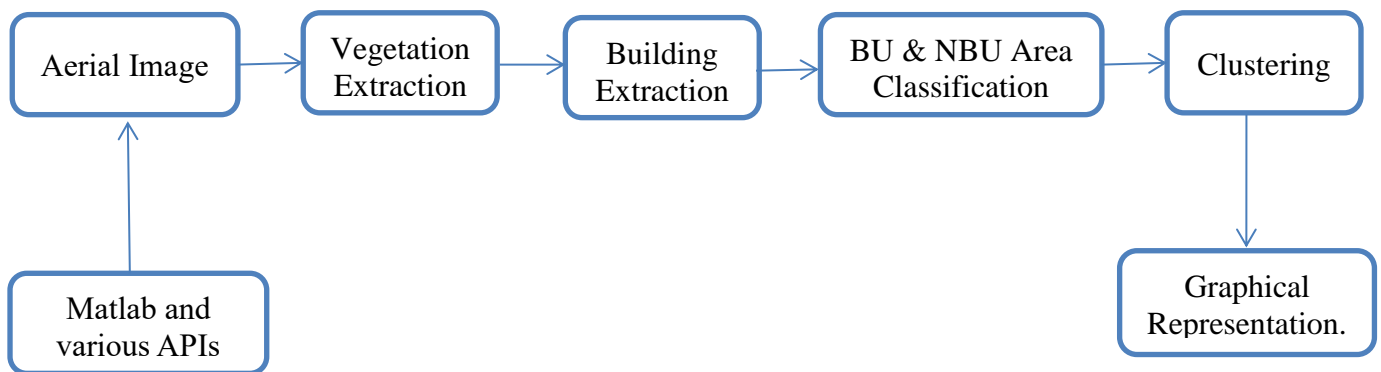 Aerial Image
Vegetation
Extraction
Building
Extraction
BU & NBU Area
Classification
Clustering
Matlab and
various APIs
Graphical
Representation.